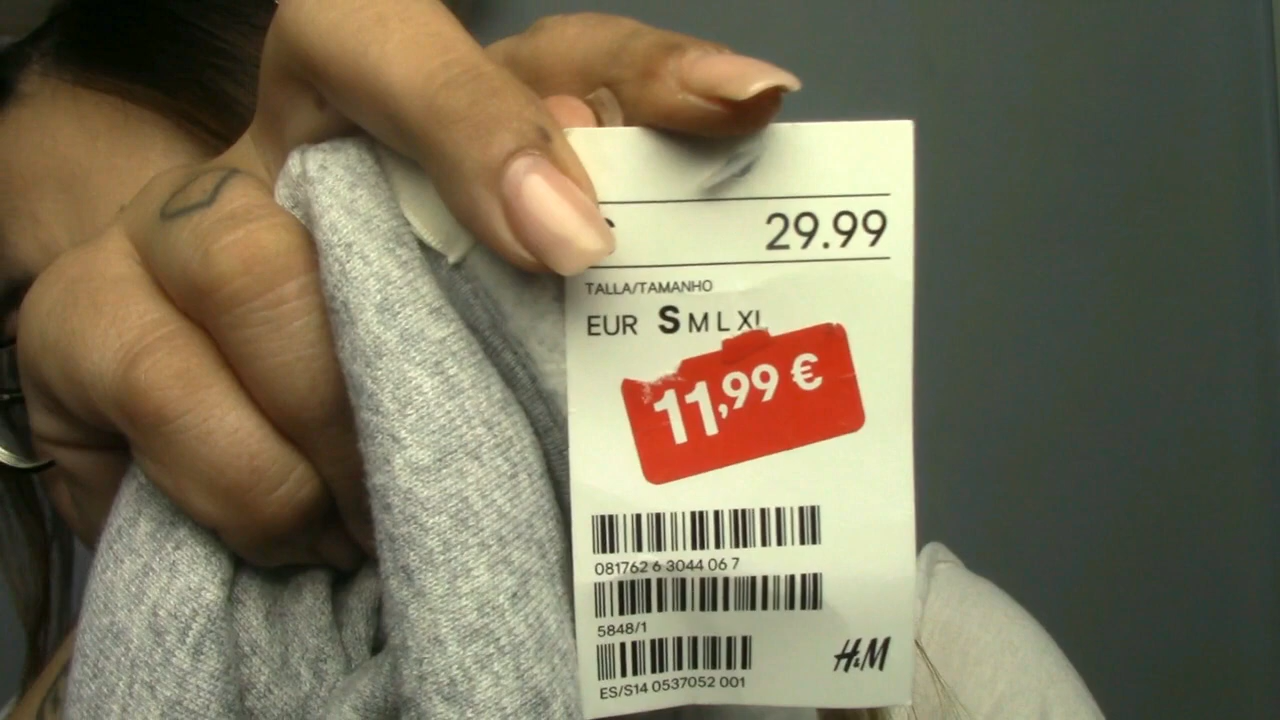 29.99
TALLA/TAMANHO
EUR S M L XL
11,99 €
081762 6 3044 06 7
5848/1
H&M
ES/S14 0537052 001